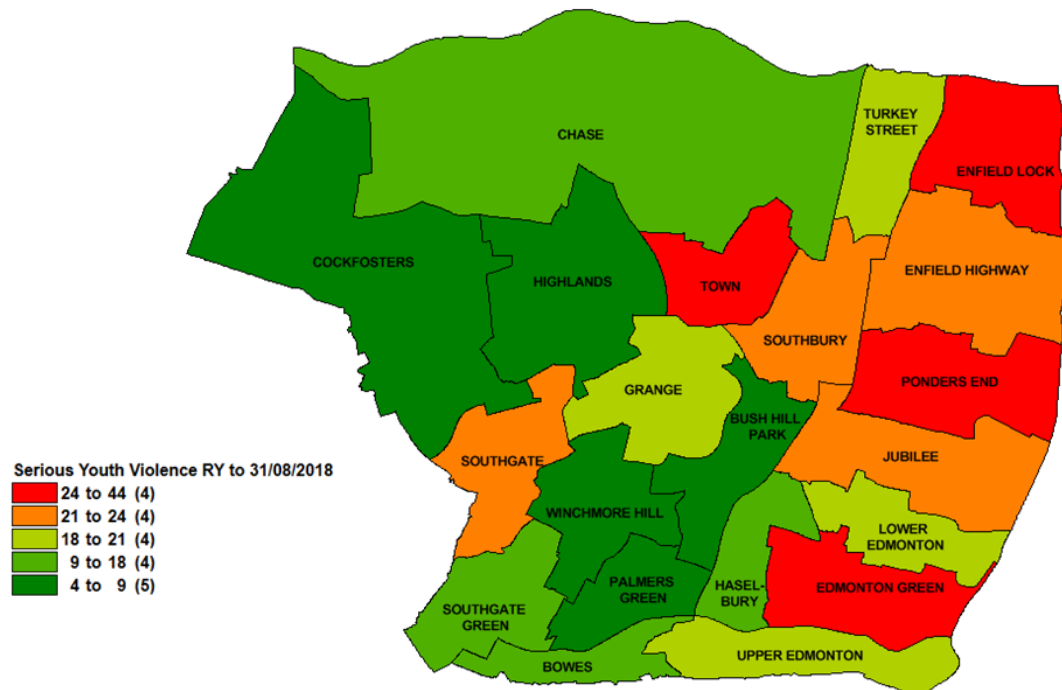 TURKEY
STREET
CHASE
ENFIELD LOCK
COCKFOSTERS
HIGHLANDS
TOWN
ENFIELD HIGHWAY
SOUTHBURY
GRANGE
PONDERS END
BUSH HILL
PARK
SOUTHGATE
JUBILEE
WINCHMORE HILL
LOWER
EDMONTON
PALMERS
GREEN
HASEL-
BURY
EDMONTON GREEN
SOUTHGATE
GREEN
BOWES
UPPER EDMONTON
Serious Youth Violence RY to 31/08/2018
24 to 44 (4)
21 to 24 (4)
18 to 21 (4)
9 to 18 (4)
4 to 9 (5)